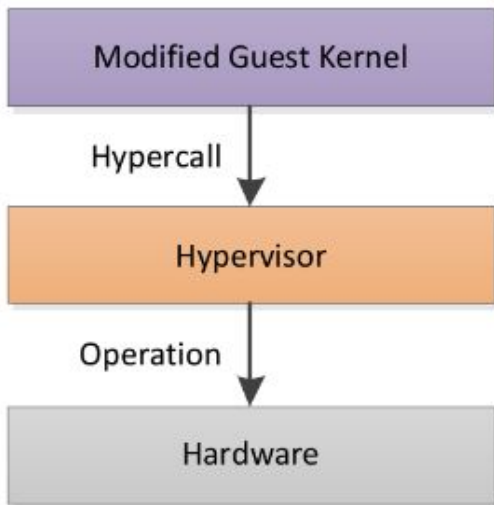 Modified Guest Kernel
Hypercall
Hypervisor
Operation
Hardware